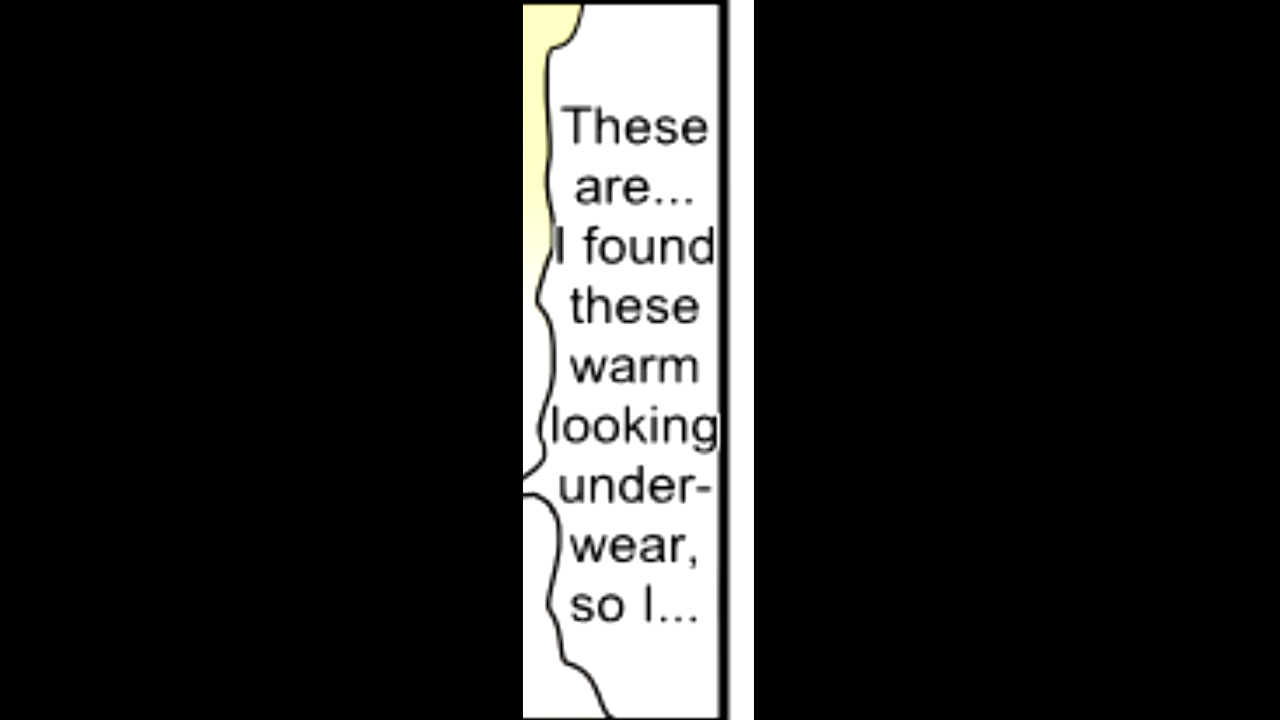 These
are...
I found
these
warm
looking
under-
wear,
so I...